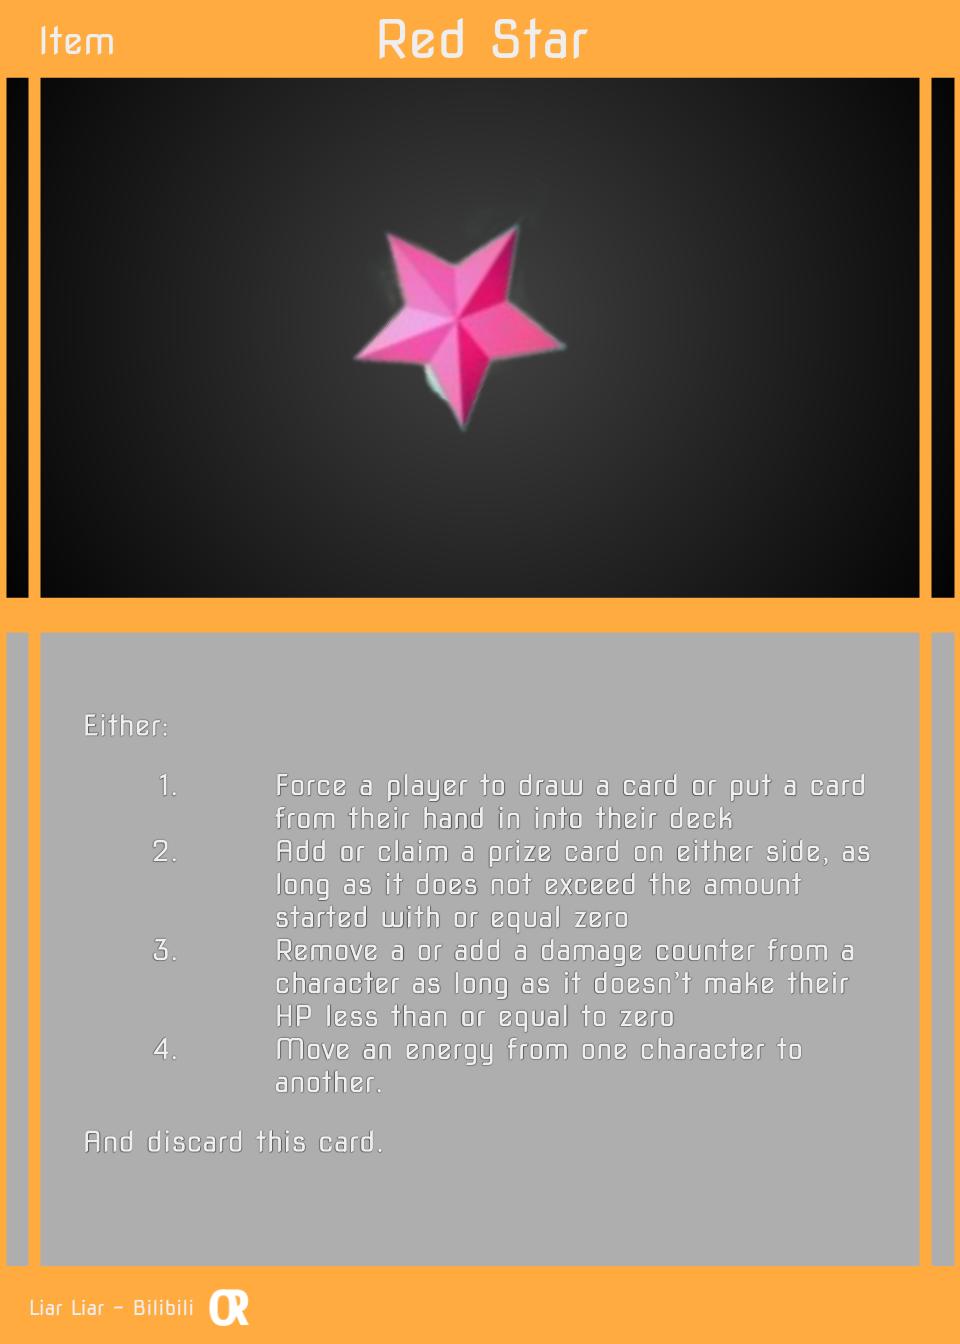 Item
Red Star
Either:
1. Force a player to draw a card or put a card
from their hand in into their deck
2. Add or claim a prize card on either side, as
long as it does not exceed the amount
started with or equal zero
3. Remove a or add a damage counter from a
character as long as it doesn't make their
HP less than or equal to zero
4. Move an energy from one character to
another.
And discard this card.
Liar Liar - Bilibili OR